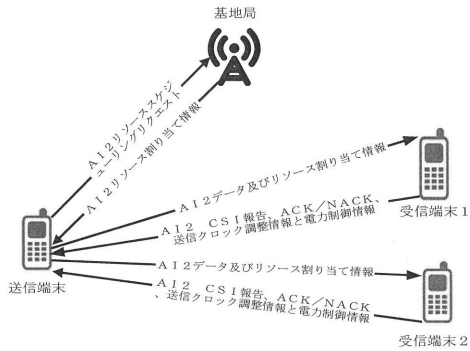 基地局
AI2リソーススケジ
ューリングリクエスト
AI2リソース割り当て情報
AI2データ及びリソース割り当て情報
受信端末1
AI2 CSI報告、ACK/NACK、
送信クロック調整情報と電力制御情報
AI2データ及びリソース割り当て情報
送信端末
AI2 CSI報告、ACK/NACK
、送信クロック調整情報と電力制御情報
受信端末2